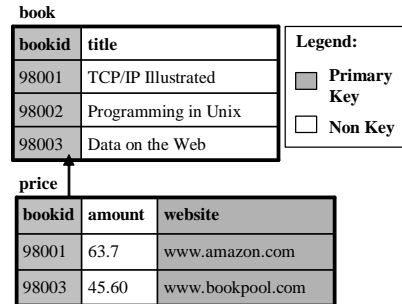 book
bookid title
98001 TCP/IP Illustrated
98002 Programming in Unix
98003 Data on the Web
Legend:
Primary
Key
Non Key
price
bookid amount website
98001 63.7 www.amazon.com
98003 45.60 www.bookpool.com